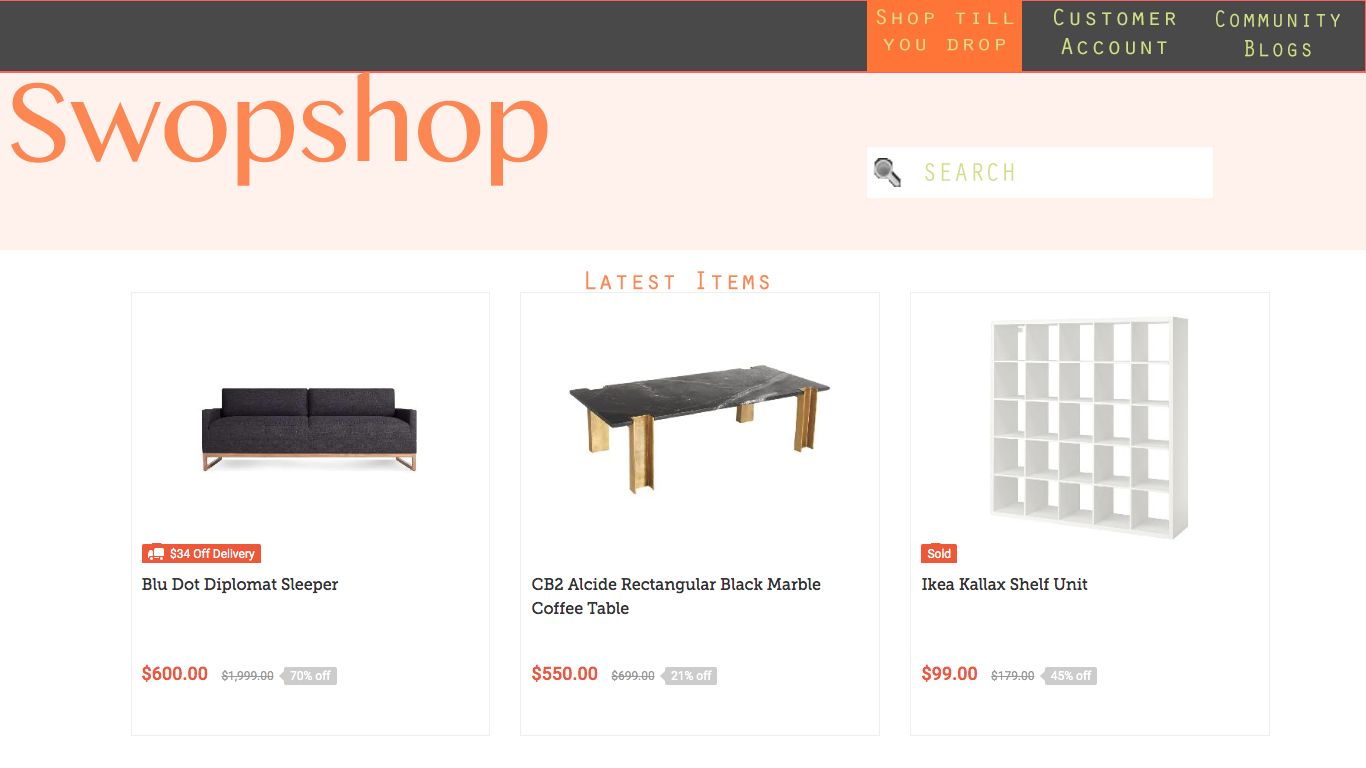 Shop till
you drop
Customer
Account
Community
Blogs
Swopshop
SEARCH
Latest Items
$34 Off Delivery
Blu Dot Diplomat Sleeper
$600.00 $1,999.00 70% off
CB2 Alcide Rectangular Black Marble
Coffee Table
$550.00 $699.00 21% off
Sold
Ikea Kallax Shelf Unit
$99.00 $179.00 45% off